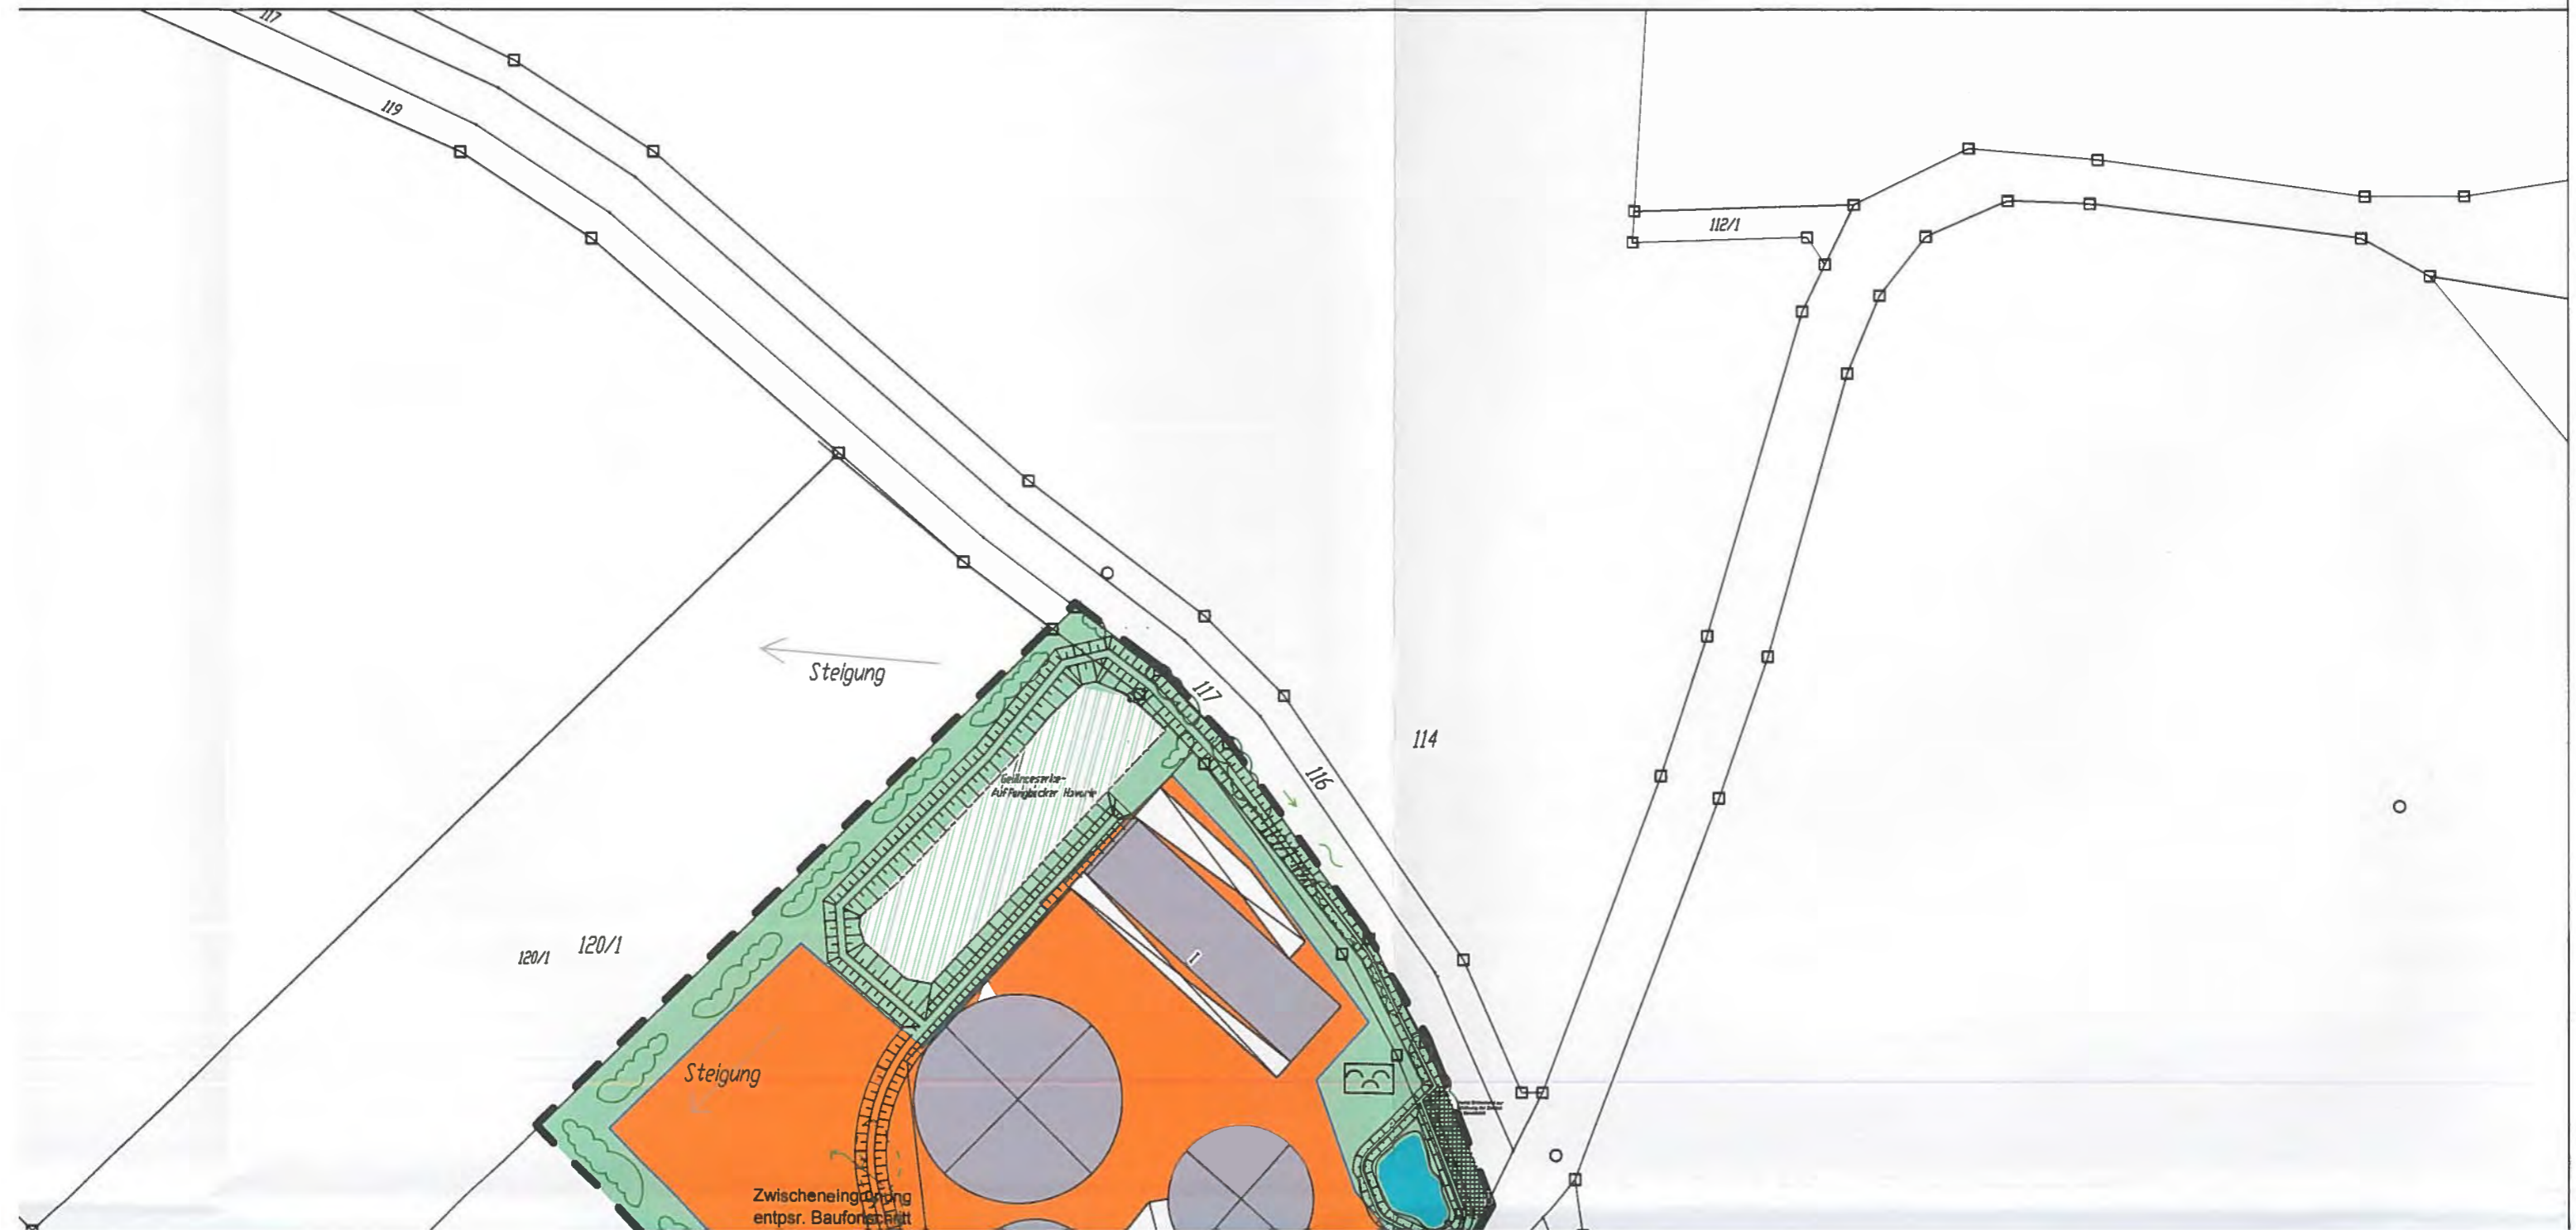 117
119
112/1
Steigung
117
114
116
120/1
120/1
I
Steigung
Zwischeneingrünung
entpsr. Baufortschritt